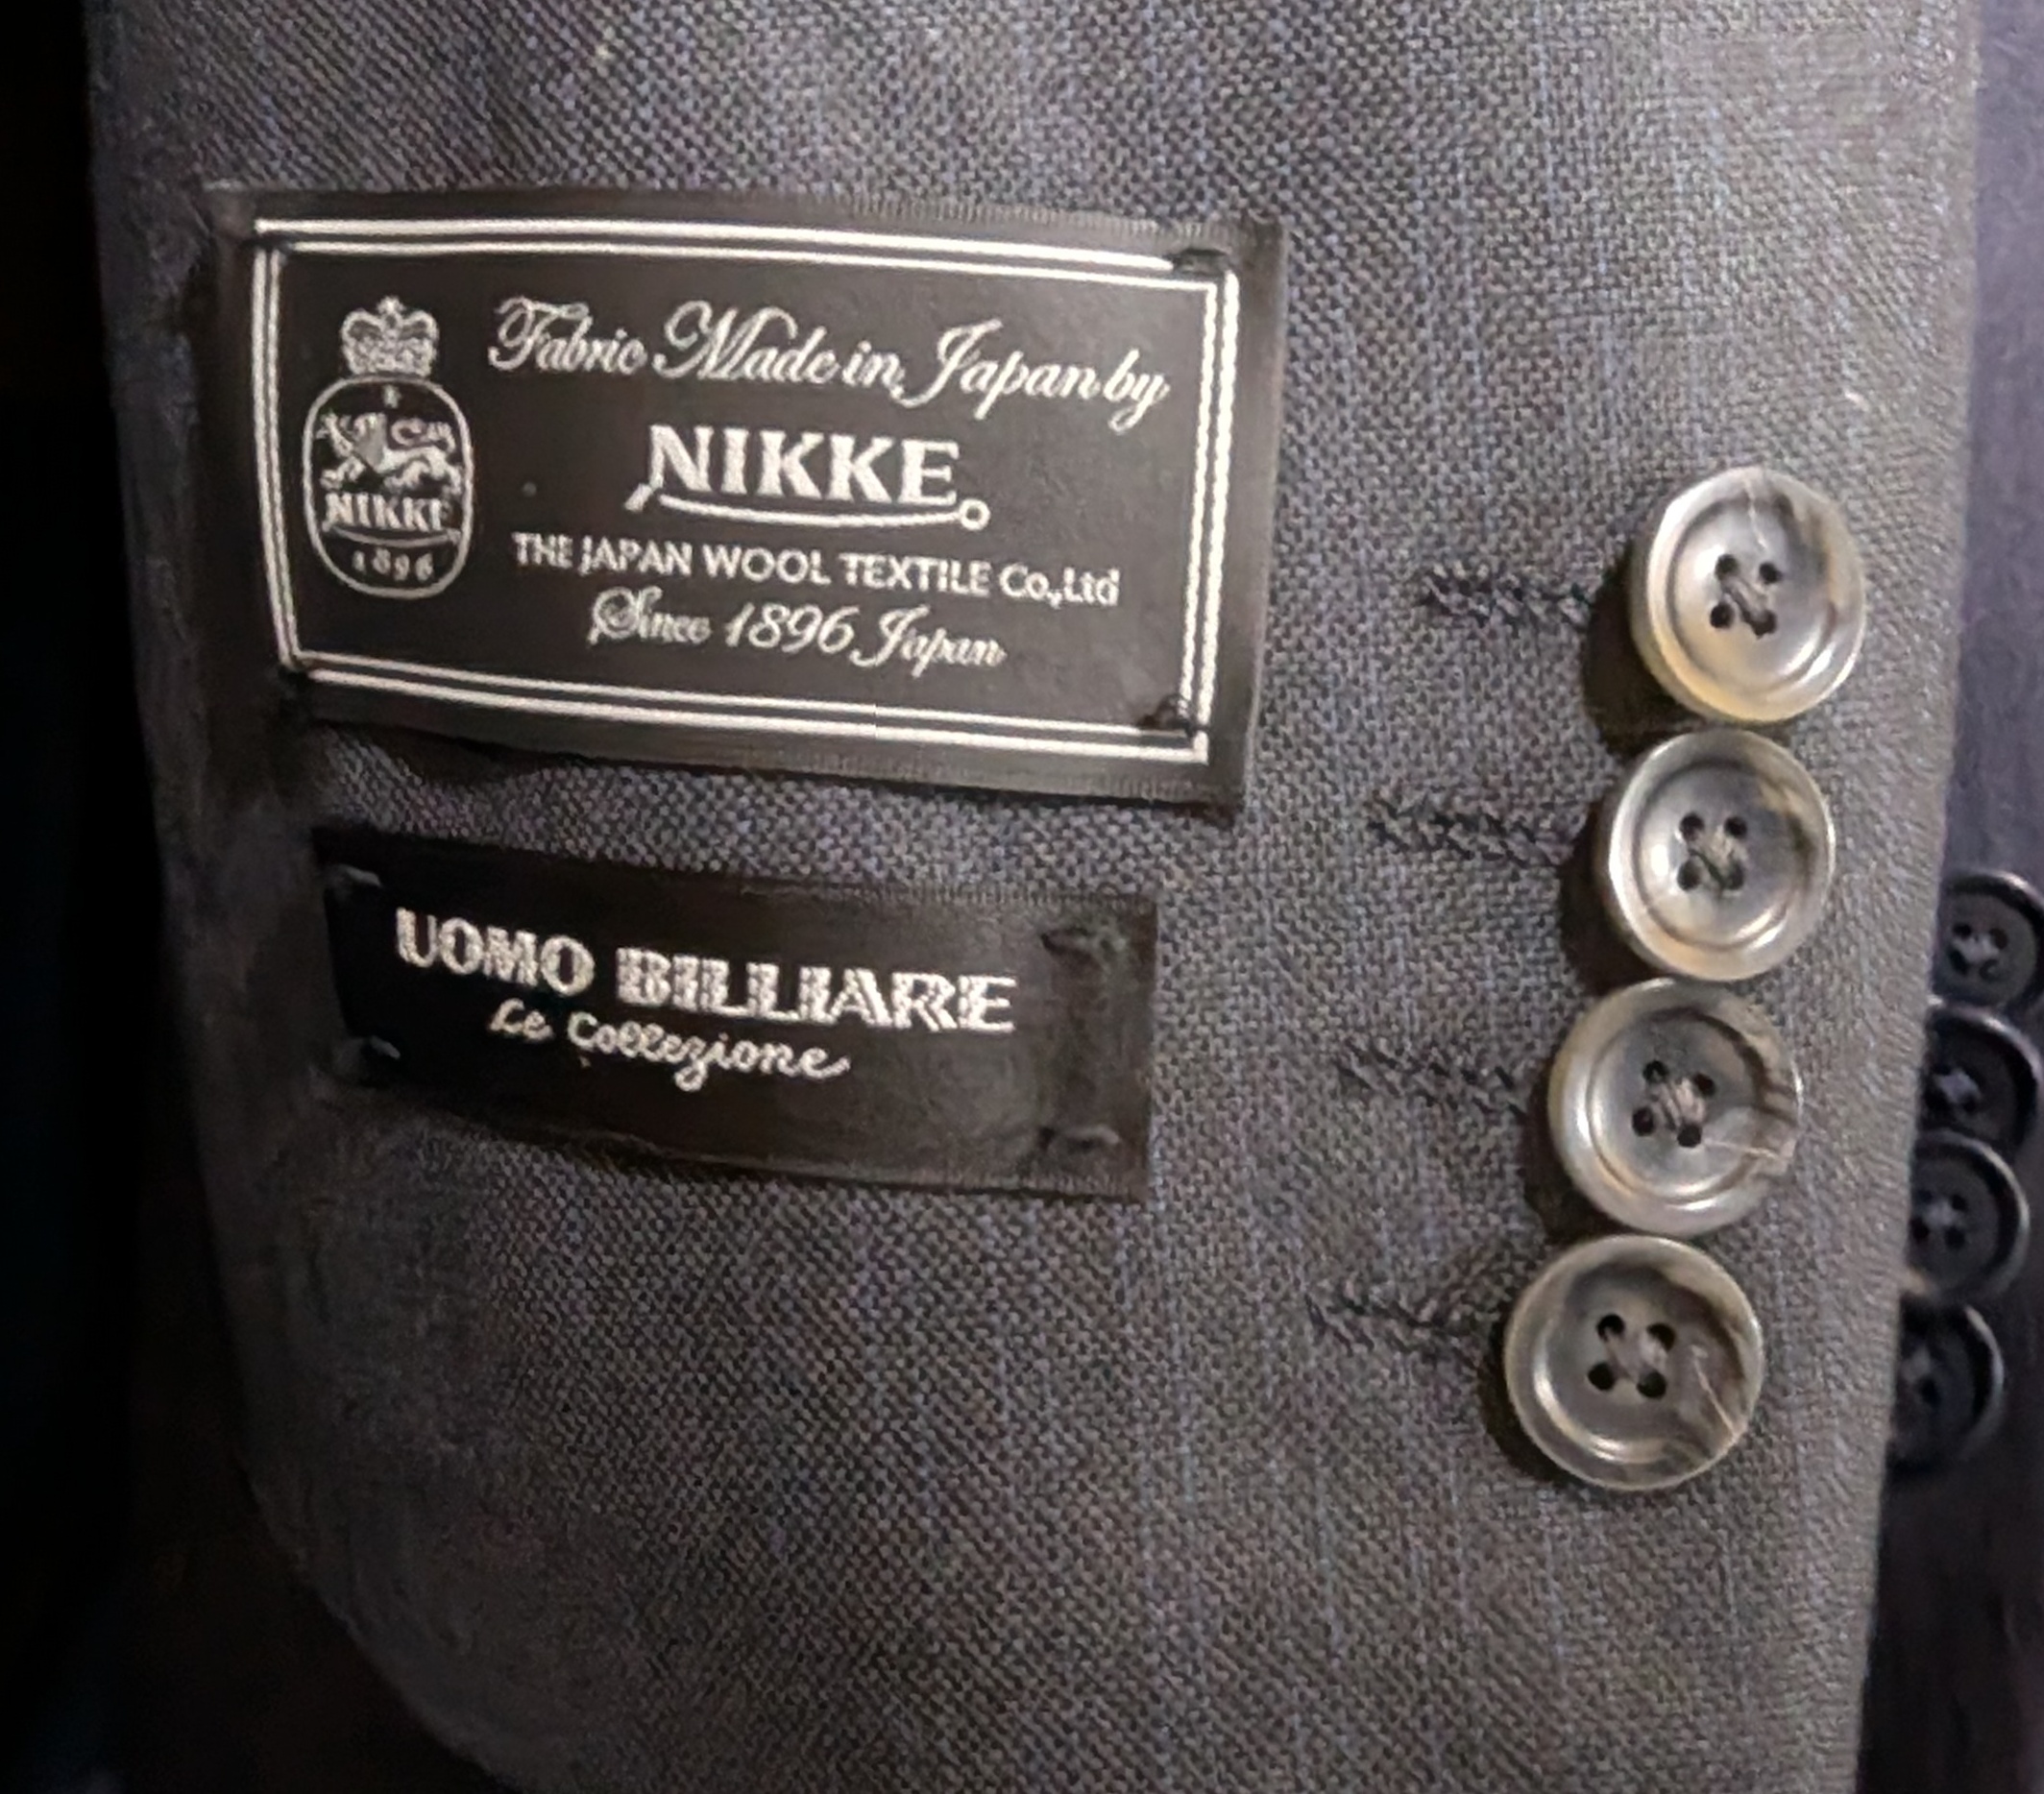 Fabric Made in Japan by
NIKKE
THE JAPAN WOOL TEXTILE Co.,Ltd
Since 1896 Japan
NIKKE
1896
UOMO BILLIARE
Le Collezione